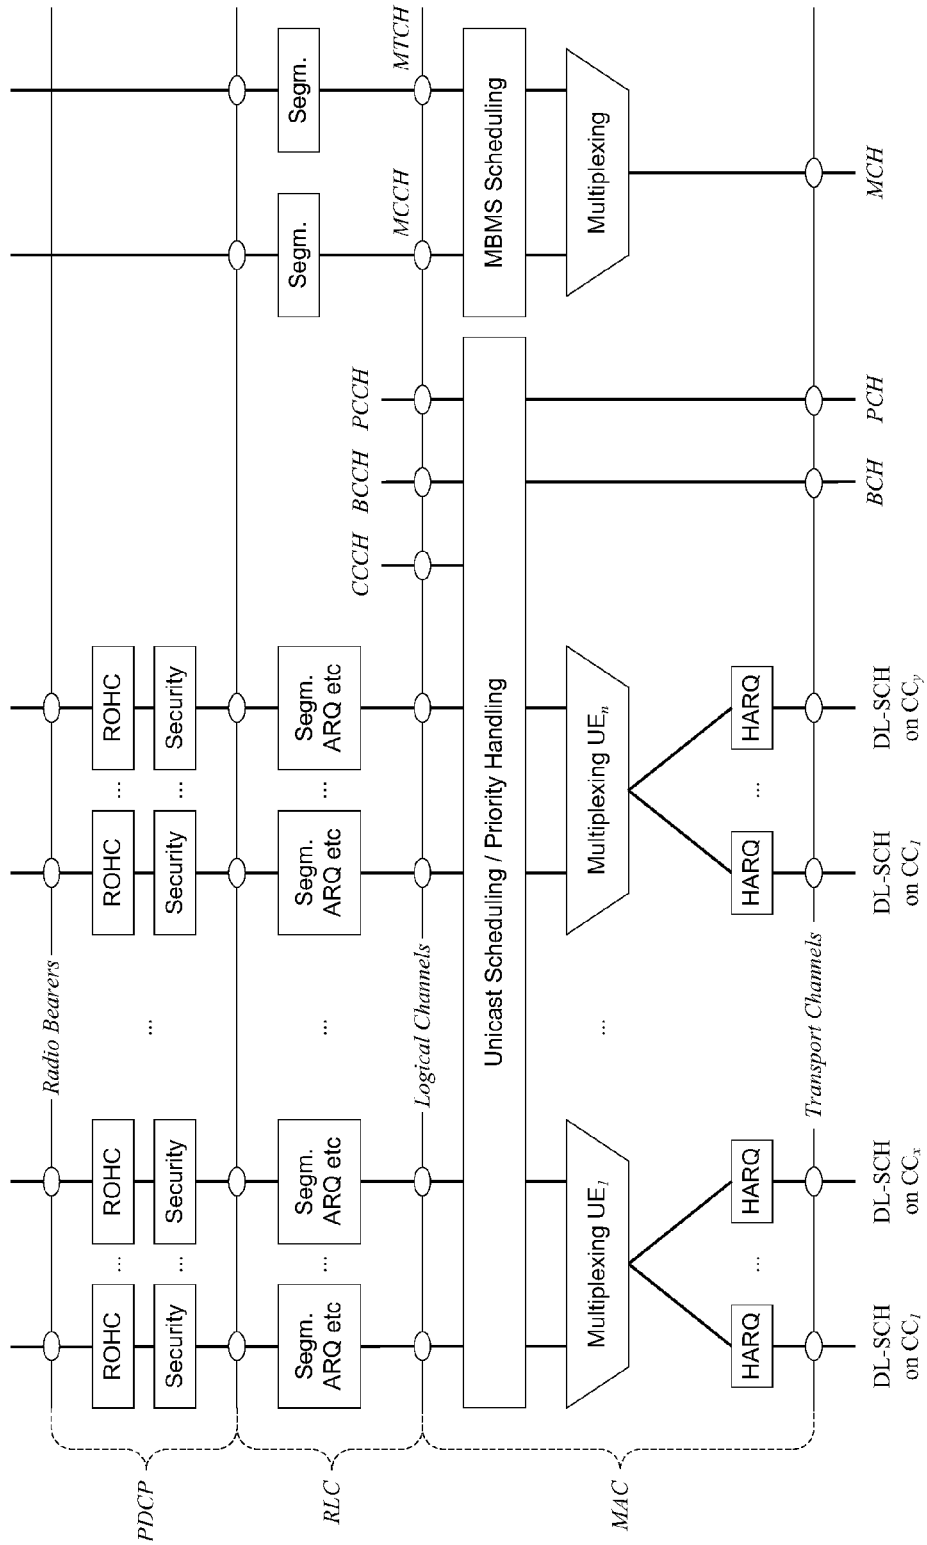 Radio Bearers
PDCP
ROHC ... ROHC ... ROHC ... ROHC
Security ... Security Security ... Security
RLC
Segm.
ARQ etc
...
Segm.
ARQ etc
...
Segm.
ARQ etc
...
Segm.
ARQ etc
Segm.
Segm.
CCCH BCCH PCCH
MCCH MTCH
Logical Channels
MAC
Unicast Scheduling / Priority Handling
MBMS Scheduling
Multiplexing UE₁ ... Multiplexing UEₙ
Multiplexing
HARQ ... HARQ HARQ ... HARQ
Transport Channels
DL-SCH
on CC₁
DL-SCH
on CCₓ
DL-SCH
on CC₁
DL-SCH
on CCy
BCH
PCH
MCH